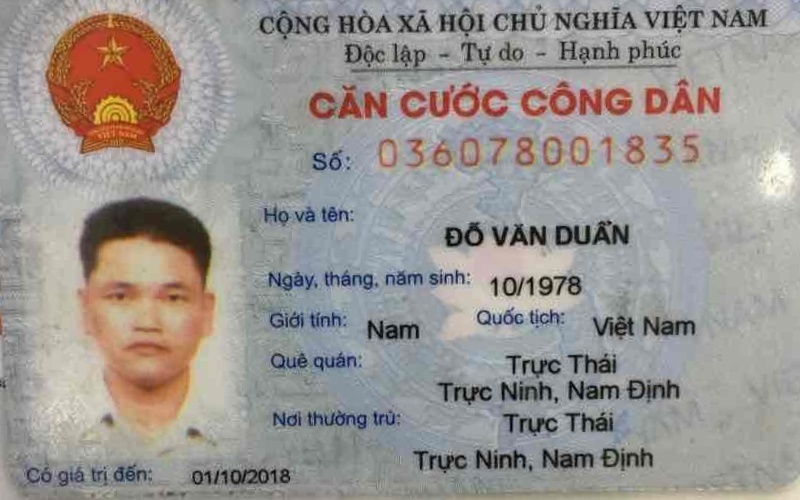 CỘNG HÒA XÃ HỘI CHỦ NGHĨA VIỆT NAM
Độc lập - Tự do - Hạnh phúc
CĂN CƯỚC CÔNG DÂN
Số: 036078001835
Họ và tên:
ĐỖ VĂN DUẨN
Ngày, tháng, năm sinh: 10/1978
Giới tính: Nam Quốc tịch: Việt Nam
Quê quán: Trực Thái
Trực Ninh, Nam Định
Nơi thường trú: Trực Thái
Trực Ninh, Nam Định
Có giá trị đến: 01/10/2018